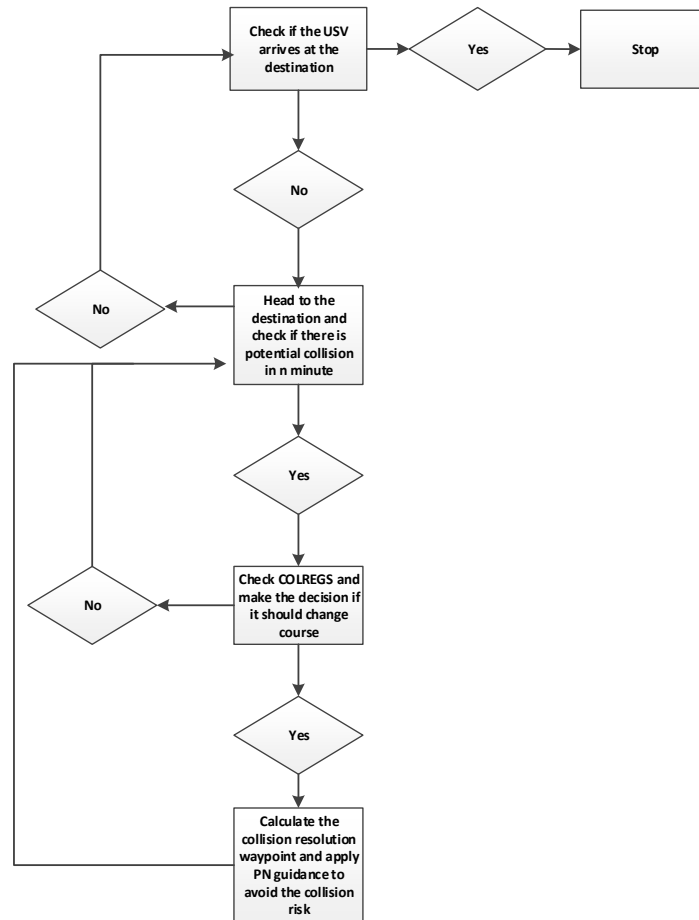 Check if the USV
arrives at the
destination
Yes
Stop
No
No
Head to the
destination and
check if there is
potential collision
in n minute
Yes
No
Check COLREGS and
make the decision if
it should change
course
Yes
Calculate the
collision resolution
waypoint and apply
PN guidance to
avoid the collision
risk